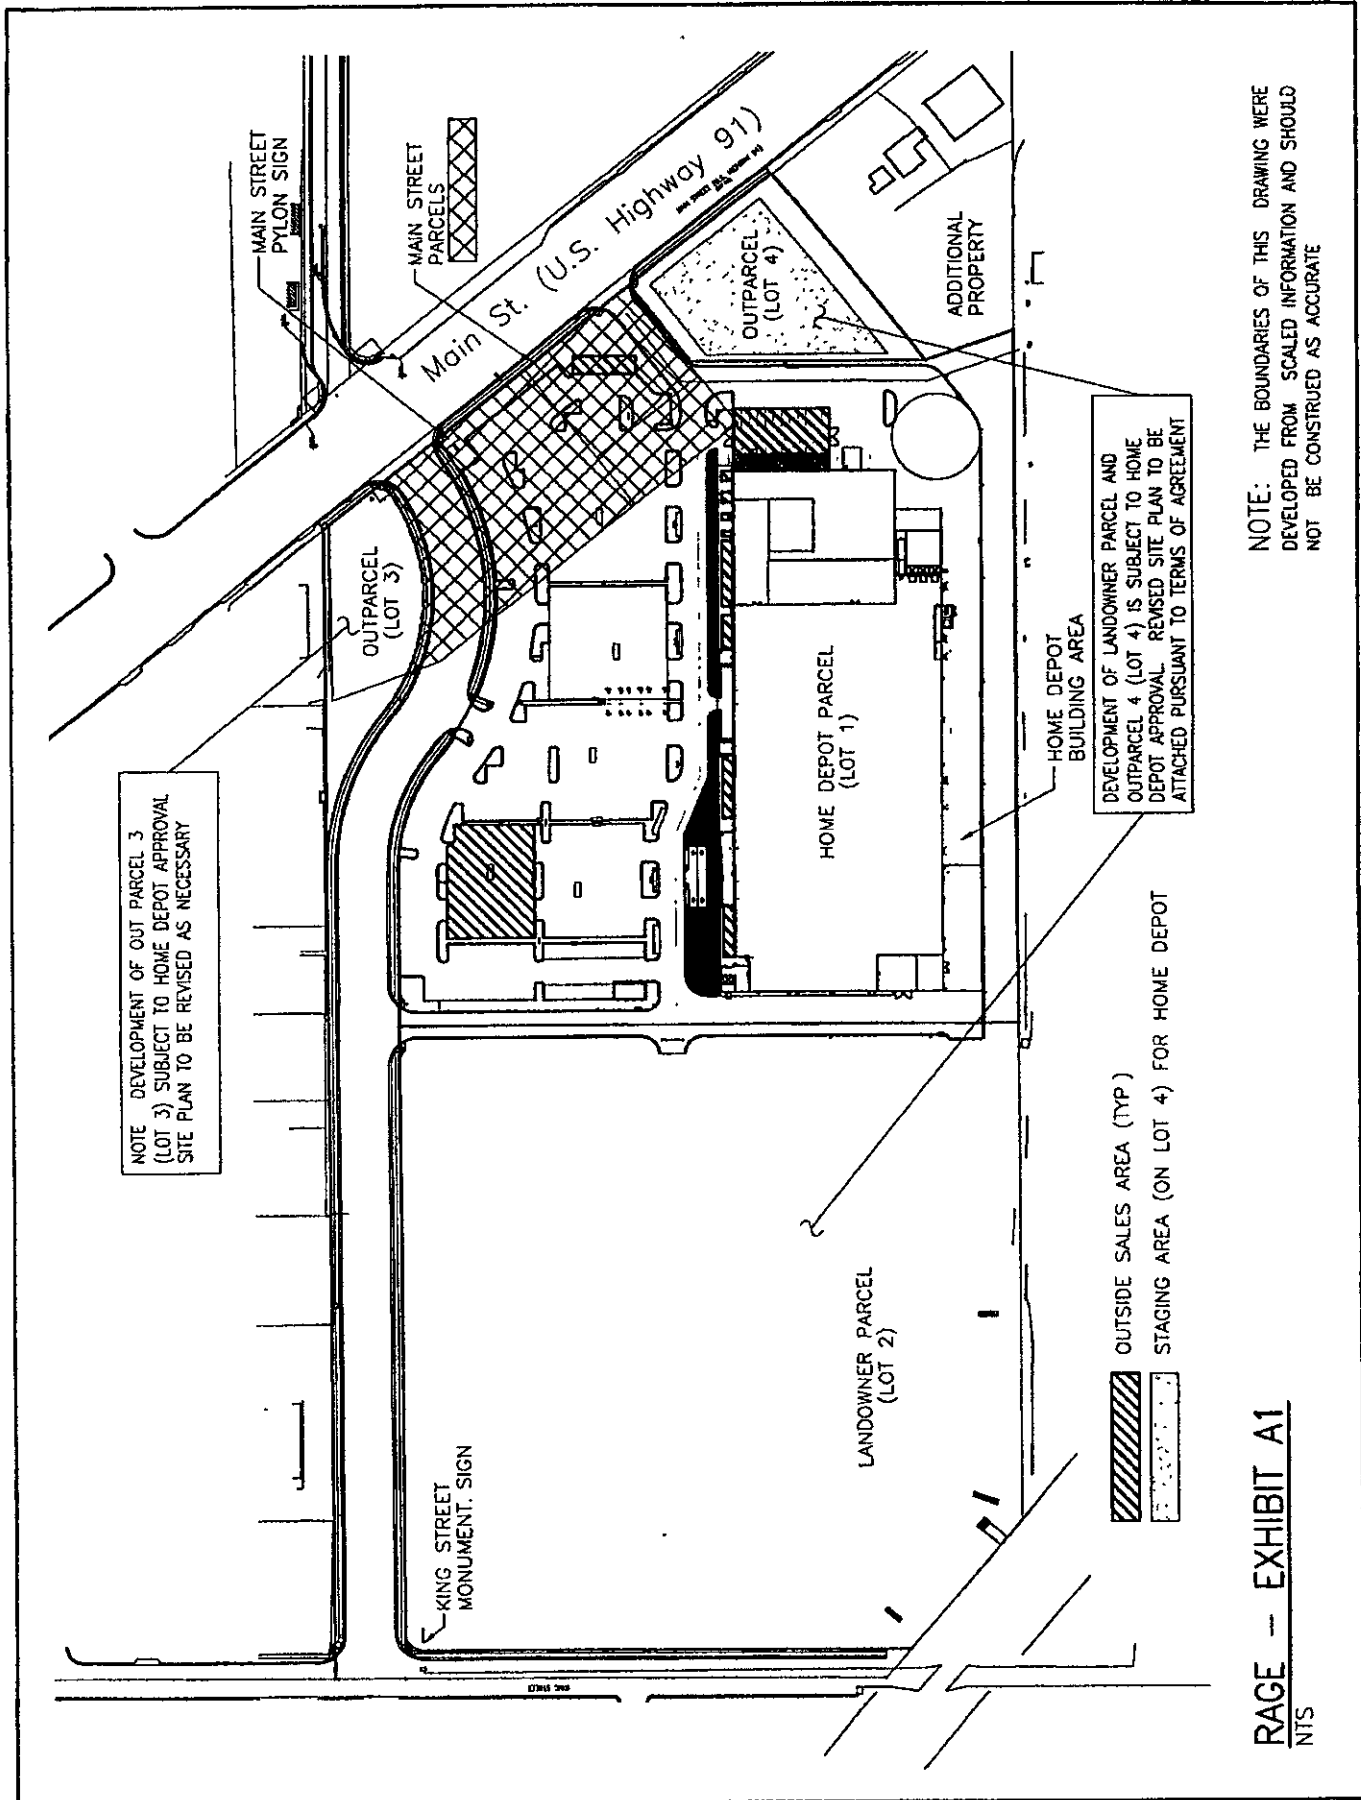 MAIN STREET
PYLON SIGN
MAIN STREET
PARCELS
Main St. (U.S. Highway 91)
OUTPARCEL
(LOT 3)
OUTPARCEL
(LOT 4)
ADDITIONAL
PROPERTY
NOTE DEVELOPMENT OF OUT PARCEL 3
(LOT 3) SUBJECT TO HOME DEPOT APPROVAL
SITE PLAN TO BE REVISED AS NECESSARY
HOME DEPOT PARCEL
(LOT 1)
HOME DEPOT
BUILDING AREA
DEVELOPMENT OF LANDOWNER PARCEL AND
OUTPARCEL 4 (LOT 4) IS SUBJECT TO HOME
DEPOT APPROVAL. REVISED SITE PLAN TO BE
ATTACHED PURSUANT TO TERMS OF AGREEMENT
KING STREET
MONUMENT. SIGN
KING STREET
LANDOWNER PARCEL
(LOT 2)
OUTSIDE SALES AREA (TYP )
STAGING AREA (ON LOT 4) FOR HOME DEPOT
RAGE – EXHIBIT A1
NTS
NOTE: THE BOUNDARIES OF THIS DRAWING WERE
DEVELOPED FROM SCALED INFORMATION AND SHOULD
NOT BE CONSTRUED AS ACCURATE